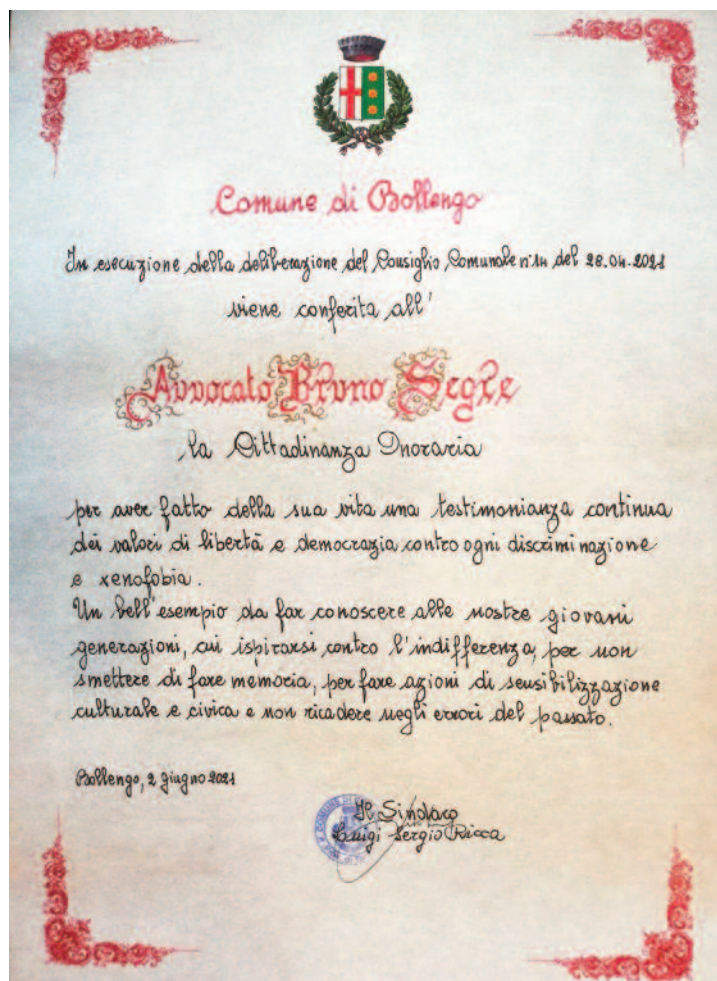 Comune di Bollengo
In esecuzione della deliberazione del Consiglio Comunale n° 14 del 28.04.2021
viene conferita all'
Avvocato Bruno Segre
la Cittadinanza Onoraria
per aver fatto della sua vita una testimonianza continua
dei valori di libertà e democrazia contro ogni discriminazione
e xenofobia.
Un bell'esempio da far conoscere alle nostre giovani
generazioni, cui ispirarsi contro l'indifferenza, per non
smettere di fare memoria, per fare azioni di sensibilizzazione
culturale e civica e non ricadere negli errori del passato.
Bollengo, 2 giugno 2021
Il Sindaco
Luigi Sergio Ricca